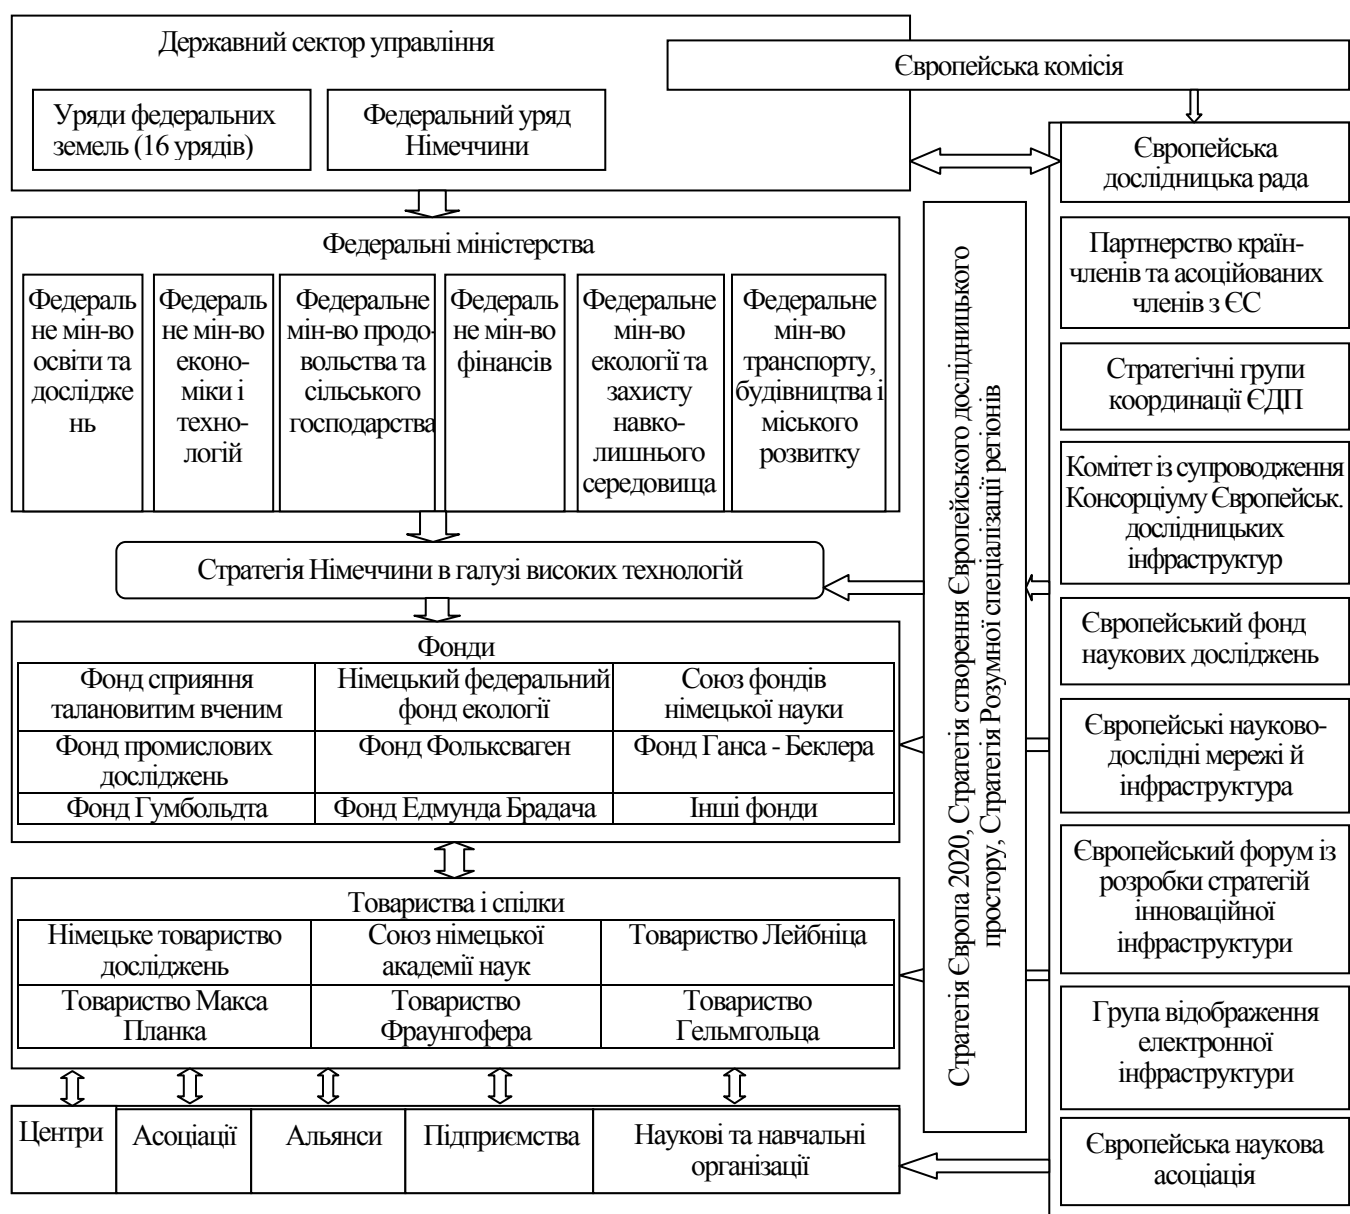 Державний сектор управління
Європейська комісія
Уряди федеральних
земель (16 урядів)
Федеральний уряд
Німеччини
Європейська
дослідницька рада
Федеральні міністерства
Федераль
не мін-во
освіти та
дослідже
нь
Федераль
не мін-во
еконо-
міки і
техно-
логій
Федеральне
мін-во продо-
вольства та
сільського
господарства
Федераль
не мін-во
фінансів
Федеральне
мін-во
екології та
захисту
навко-
лишнього
середовища
Федеральне
мін-во
транспорту,
будівництва і
міського
розвитку
Стратегія Німеччини в галузі високих технологій
Фонди
Фонд сприяння
талановитим вченим
Німецький федеральний
фонд екології
Союз фондів
німецької науки
Фонд промислових
досліджень
Фонд Фольксваген
Фонд Ганса - Беклера
Фонд Гумбольдта
Фонд Едмунда Брадача
Інші фонди
Товариства і спілки
Німецьке товариство
досліджень
Союз німецької
академії наук
Товариство Лейбніца
Товариство Макса
Планка
Товариство
Фраунгофера
Товариство
Гельмгольца
Центри
Асоціації
Альянси
Підприємства
Наукові та навчальні
організації
Стратегія Європа 2020, Стратегія створення Європейського дослідницького
простору, Стратегія Розумної спеціалізації регіонів
Партнерство країн-
членів та асоційованих
членів з ЄС
Стратегічні групи
координації ЄДП
Комітет із супроводження
Консорціуму Європейськ.
дослідницьких
інфраструктур
Європейський фонд
наукових досліджень
Європейські науково-
дослідні мережі й
інфраструктура
Європейський форум із
розробки стратегій
інноваційної
інфраструктури
Група відображення
електронної
інфраструктури
Європейська наукова
асоціація